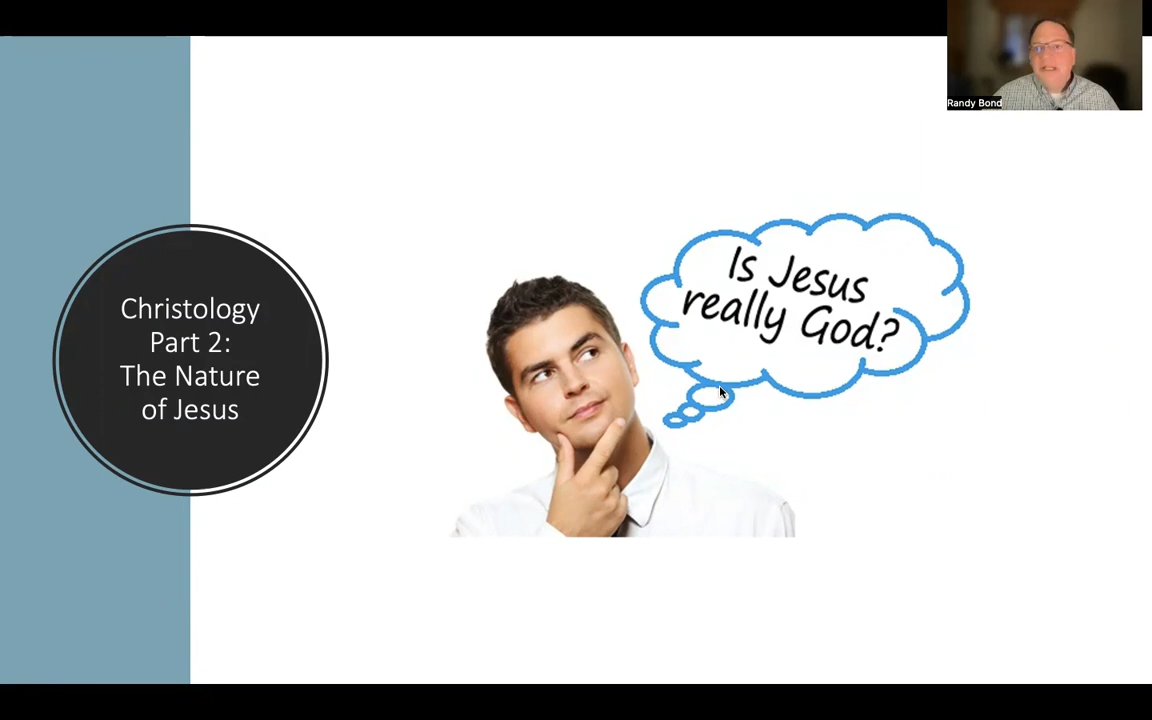 Christology
Part 2:
The Nature
of Jesus
Is Jesus
really God?
Randy Bond